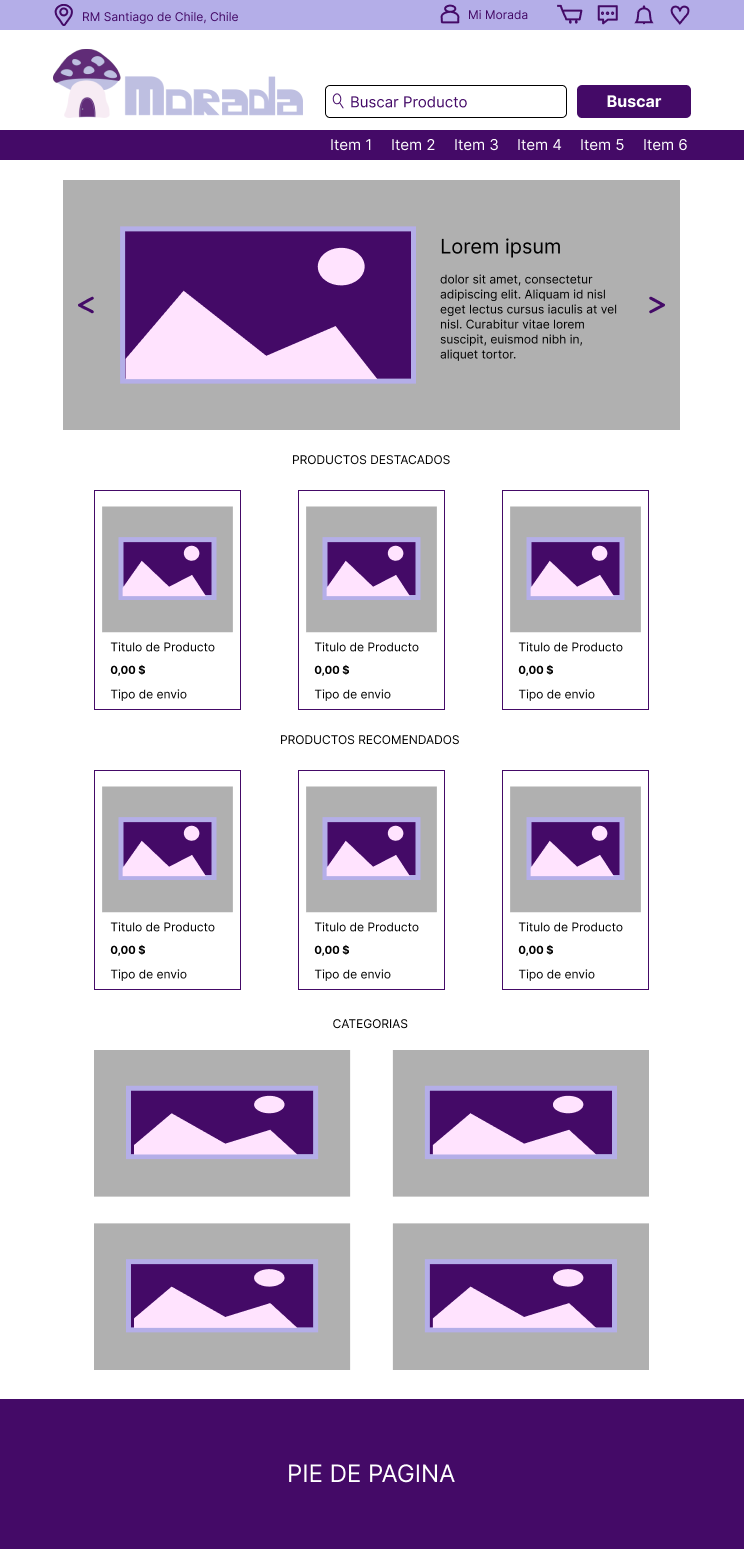 RM Santiago de Chile, Chile
Mi Morada
Morada
Buscar Producto
Buscar
Item 1 Item 2 Item 3 Item 4 Item 5 Item 6
<
Lorem ipsum
dolor sit amet, consectetur
adipiscing elit. Aliquam id nisl
eget lectus cursus iaculis at vel
nisl. Curabitur vitae lorem
suscipit, euismod nibh in,
aliquet tortor.
>
PRODUCTOS DESTACADOS
Titulo de Producto Titulo de Producto Titulo de Producto
0,00 $ 0,00 $ 0,00 $
Tipo de envio Tipo de envio Tipo de envio
PRODUCTOS RECOMENDADOS
Titulo de Producto Titulo de Producto Titulo de Producto
0,00 $ 0,00 $ 0,00 $
Tipo de envio Tipo de envio Tipo de envio
CATEGORIAS
PIE DE PAGINA